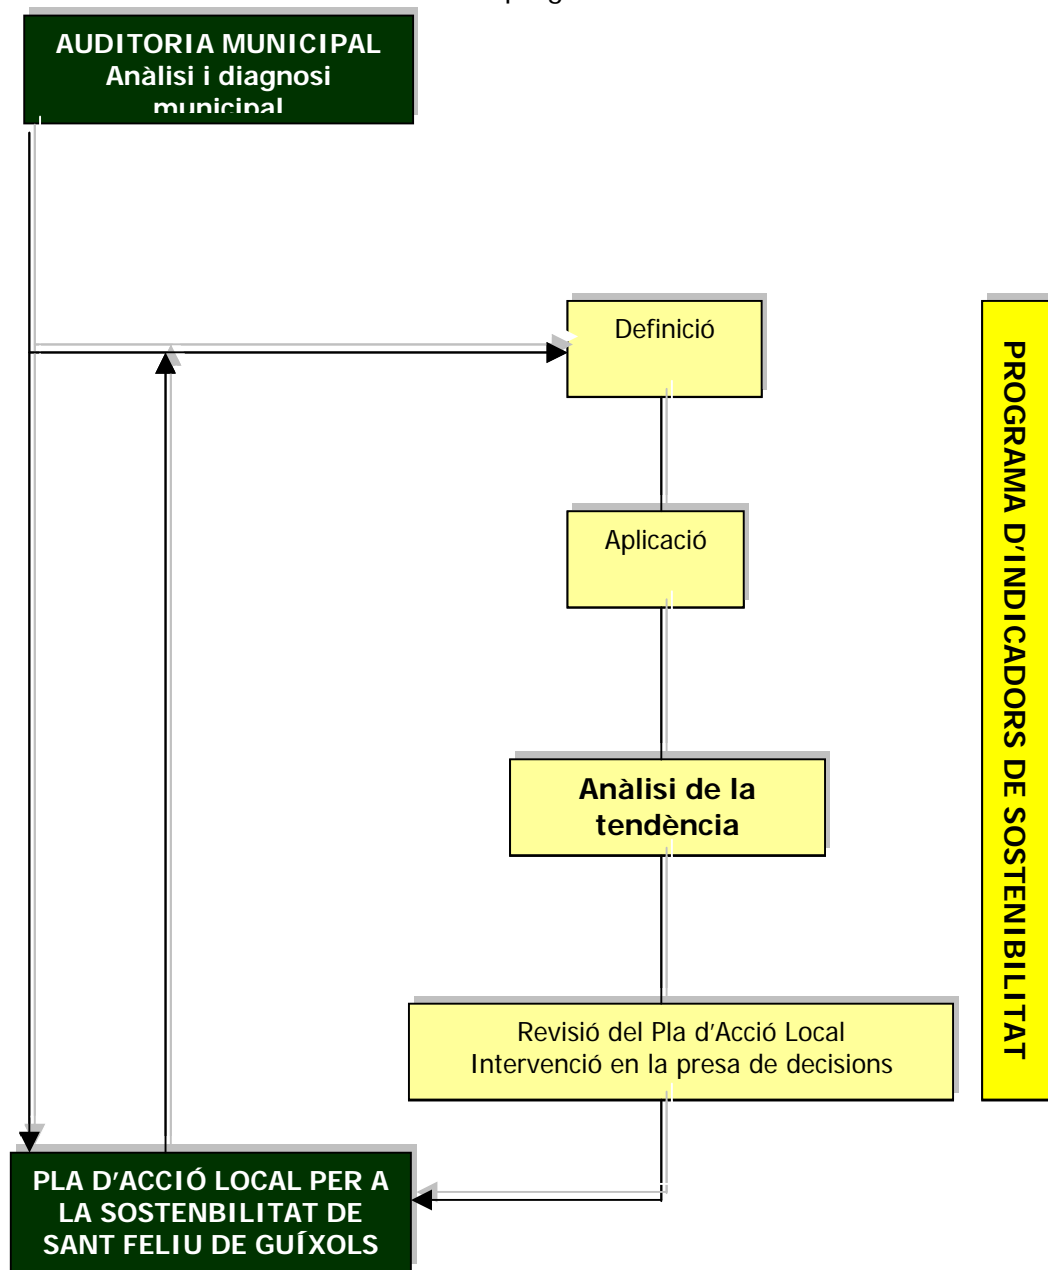 AUDITORIA MUNICIPAL
Anàlisi i diagnosi
municipal
Definició
Aplicació
Anàlisi de la
tendència
Revisió del Pla d'Acció Local
Intervenció en la presa de decisions
PROGRAMA D'INDICADORS DE SOSTENIBILITAT
PLA D'ACCIÓ LOCAL PER A
LA SOSTENBILITAT DE
SANT FELIU DE GUÍXOLS